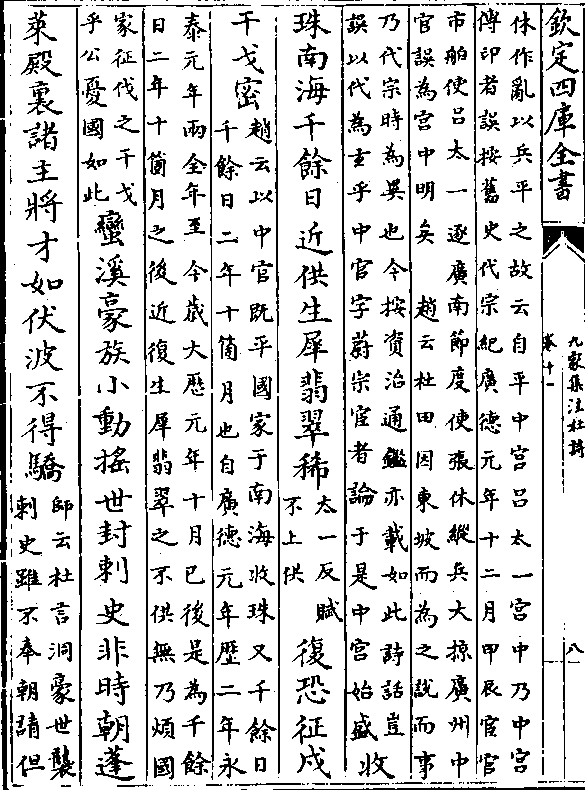 欽定四庫全書
九家集注杜詩
卷十一
八
休作亂以兵平之故云自平中宮呂太一宮中乃中宮
傳印者誤按舊史代宗紀廣德元年十二月甲辰宦官
市舶使呂太一逐廣南節度使張休縱兵大掠廣州中
官誤為宮中明矣 趙云杜田因東坡而為之說而事
乃代宗時為異也今按資治通鑑亦載如此詩話豈
誤以代為玄乎中官字蔚宗宦者論于是中宮始盛 收
珠南海千餘日近供生犀翡翠稀 太一反賦
不上供 復恐征戍
干戈密 趙云以中官既平國家于南海收珠又千餘日
千餘日二年十箇月也自廣德元年歷二年永
泰元年兩全年至今歲大歷元年十月已後是為千餘
日二年十箇月之後近復生犀翡翠之不供無乃煩國
家征伐之干戈
乎公憂國如此 蠻溪豪族小動搖世封刺史非時朝蓬
萊殿裏諸主將才如伏波不得驕 師云杜言洞豪世襲
刺史雖不奉朝請但